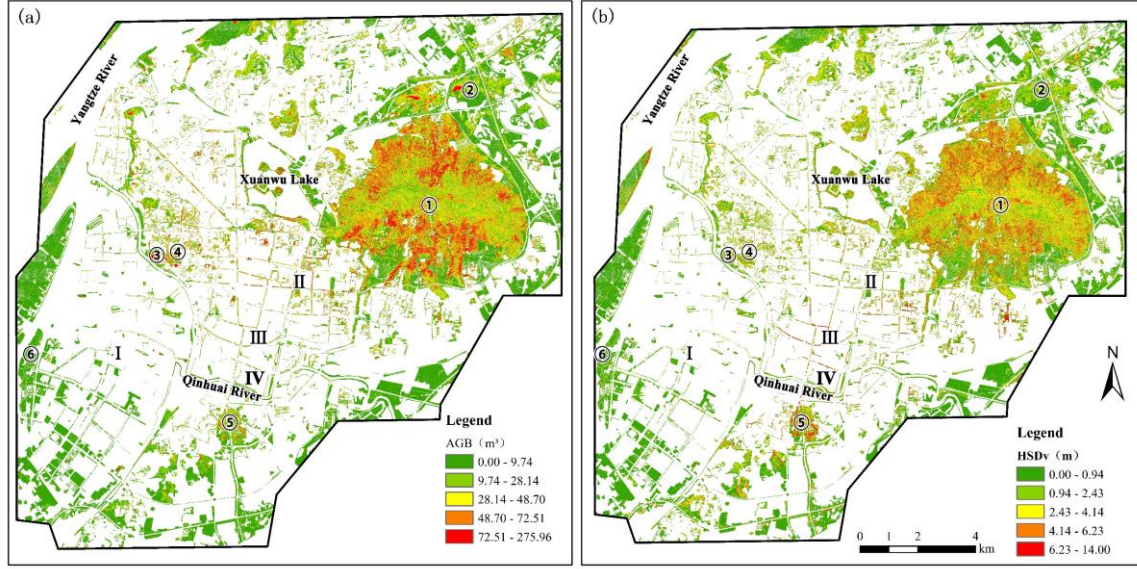 (a)
Yangtze River
②
Xuanwu Lake
①
③ ④
Ⅱ
Ⅲ
⑥
Ⅰ
Ⅳ
Qinhuai River
⑤
Legend
AGB（m³）
0.00 - 9.74
9.74 - 28.14
28.14 - 48.70
48.70 - 72.51
72.51 - 275.96
(b)
Yangtze River
②
Xuanwu Lake
①
③ ④
Ⅱ
Ⅲ
⑥
Ⅰ
N
Ⅳ
Qinhuai River
⑤
Legend
HSDv（m）
0.00 - 0.94
0.94 - 2.43
2.43 - 4.14
4.14 - 6.23
6.23 - 14.00
0 1 2 4
km